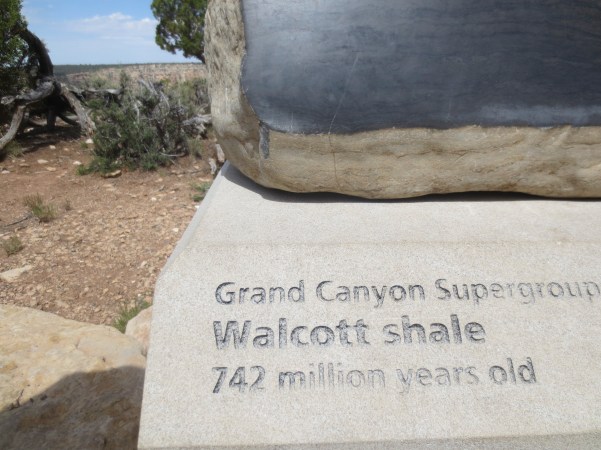 Grand Canyon Supergroup
Walcott shale
742 million years old